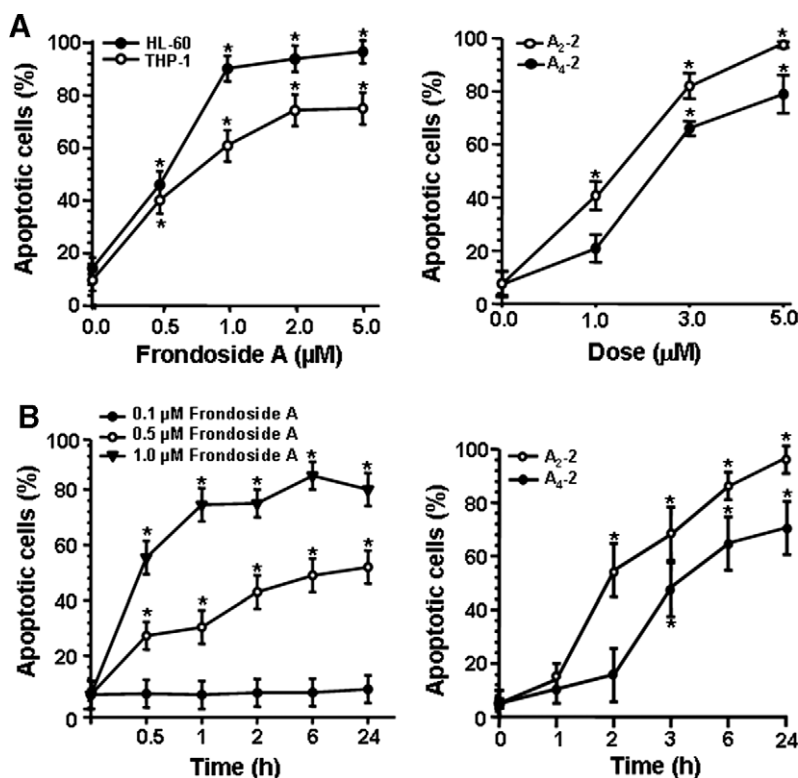 A
HL-60
THP-1
Apoptotic cells (%)
100
80
60
40
20
0
* * * * * * * *
0.0 0.5 1.0 2.0 5.0
Frondoside A (µM)
A₂-2
A₄-2
Apoptotic cells (%)
100
80
60
40
20
0
* * * * *
0.0 1.0 3.0 5.0
Dose (µM)
B
0.1 µM Frondoside A
0.5 µM Frondoside A
1.0 µM Frondoside A
Apoptotic cells (%)
100
80
60
40
20
0
* * * * * * * * * *
0.5 1 2 6 24
Time (h)
A₂-2
A₄-2
Apoptotic cells (%)
100
80
60
40
20
0
* * * * * * *
0 1 2 3 6 24
Time (h)